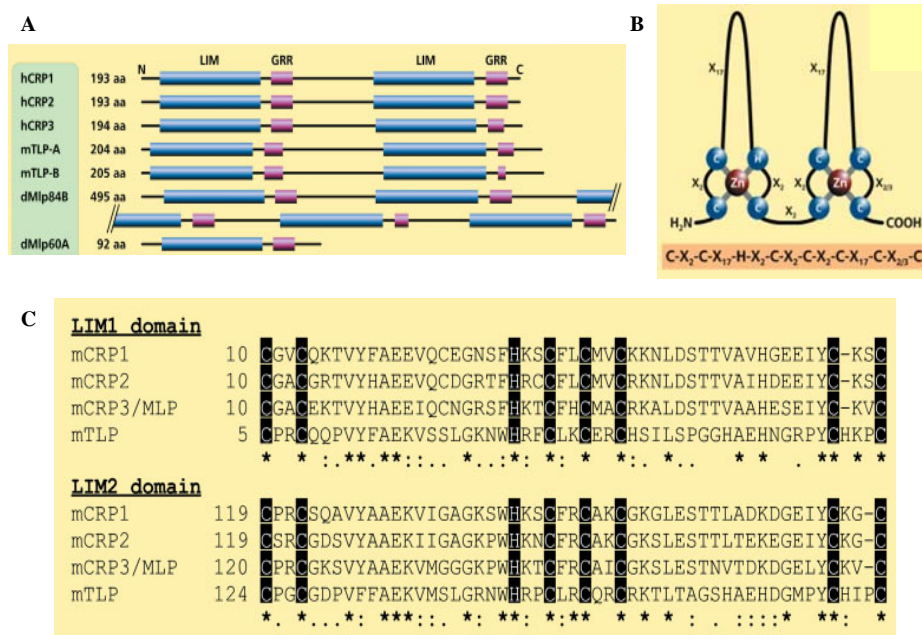 A
LIM GRR LIM GRR
N C
hCRP1 193 aa
hCRP2 193 aa
hCRP3 194 aa
mTLP-A 204 aa
mTLP-B 205 aa
dMlp84B 495 aa
dMlp60A 92 aa
B
X17 X17
C H C C
Zn Zn
X2 X2 X2 X2/3
C C C C
H2N X2 COOH
C-X2-C-X17-H-X2-C-X2-C-X2-C-X17-C-X2/3-C
C
LIM1 domain
mCRP1 10 CGVCQKTVYFAEEVQCEGNSFHKSCFLCMVCKKNLDSTTVAVHGEEIYC-KSC
mCRP2 10 CGACGRTVYHAEEVQCDGRTFHRCCFLCMVCRKNLDSTTVAIHDEEIYC-KSC
mCRP3/MLP 10 CGACEKTVYHAEEIQCNGRSFHKTCFHCMACRKALDSTTVAAHESEIYC-KVC
mTLP 5 CPRCQQPVYFAEKVSSLGKNWHRFCLKCERCHSILSPGGHAEHNGRPYCHKPC
* * :.*.**::.. *..:*:*: * * *.. * * . ** * *
LIM2 domain
mCRP1 119 CPRCSQAVYAAEKVIGAGKSWHKSCFRCAKCGKGLESTTLADKDGEIYCKG-C
mCRP2 119 CSRCGDSVYAAEKIIGAGKPWHKNCFRCAKCGKSLESTTLTEKEGEIYCKG-C
mCRP3/MLP 120 CPRCGKSVYAAEKVMGGGKPWHKTCFRCAICGKSLESTNVTDKDGELYCKV-C
mTLP 124 CPGCGDPVFFAEKVMSLGRNWHRPCLRCQRCRKTLTAGSHAEHDGMPYCHIPC
*. *. .*: ***::. *: **: *:** * * * :. ::::* **: *